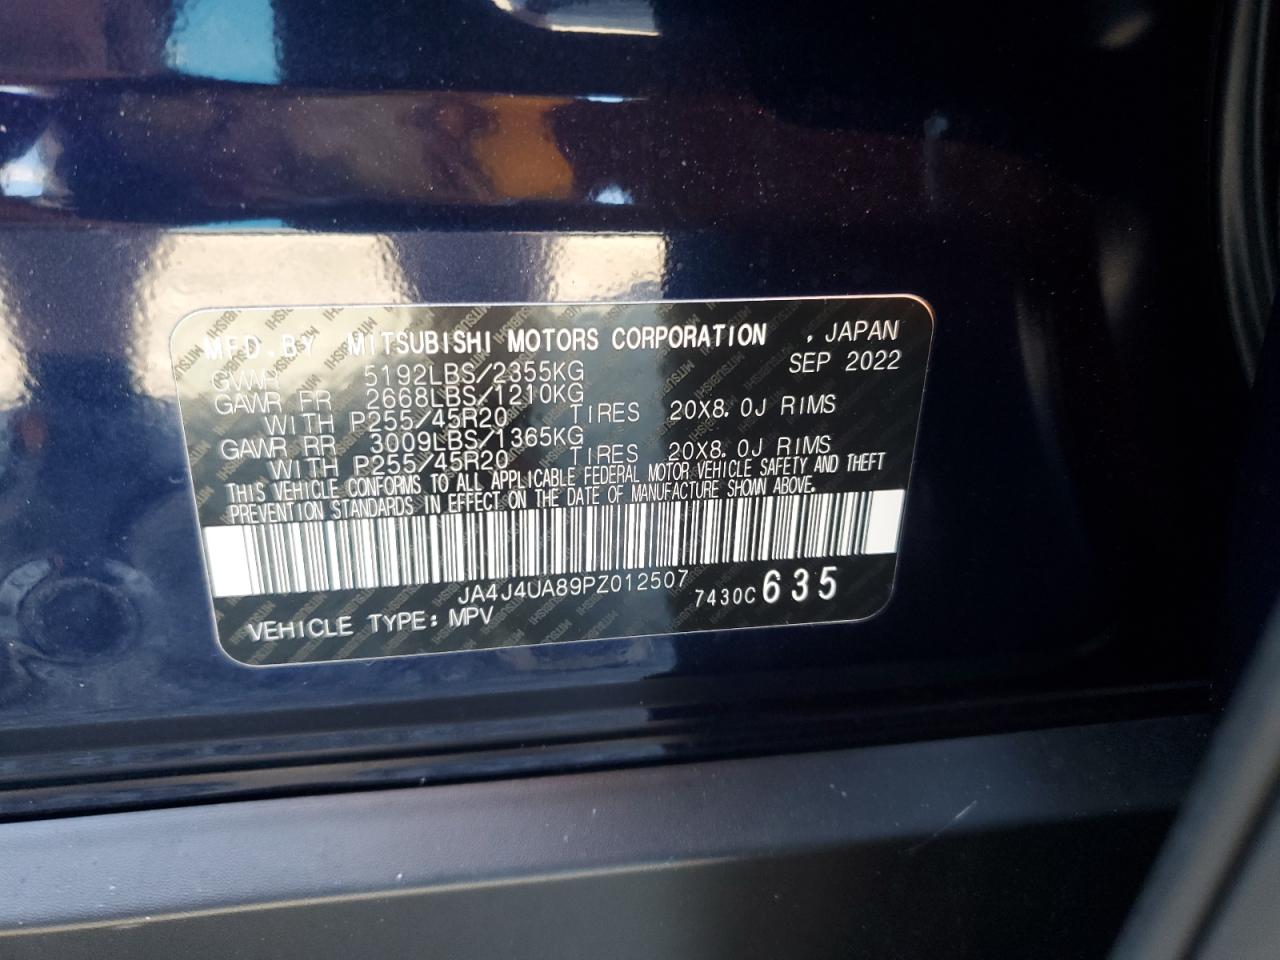 MFD.BY MITSUBISHI MOTORS CORPORATION , JAPAN
SEP 2022
GVWR 5192LBS/2355KG
GAWR FR 2668LBS/1210KG
WITH P255/45R20 TIRES 20X8.0J RIMS
GAWR RR 3009LBS/1365KG
WITH P255/45R20 TIRES 20X8.0J RIMS
THIS VEHICLE CONFORMS TO ALL APPLICABLE FEDERAL MOTOR VEHICLE SAFETY AND THEFT
PREVENTION STANDARDS IN EFFECT ON THE DATE OF MANUFACTURE SHOWN ABOVE.
JA4J4UA89PZ012507
7430C 635
VEHICLE TYPE: MPV